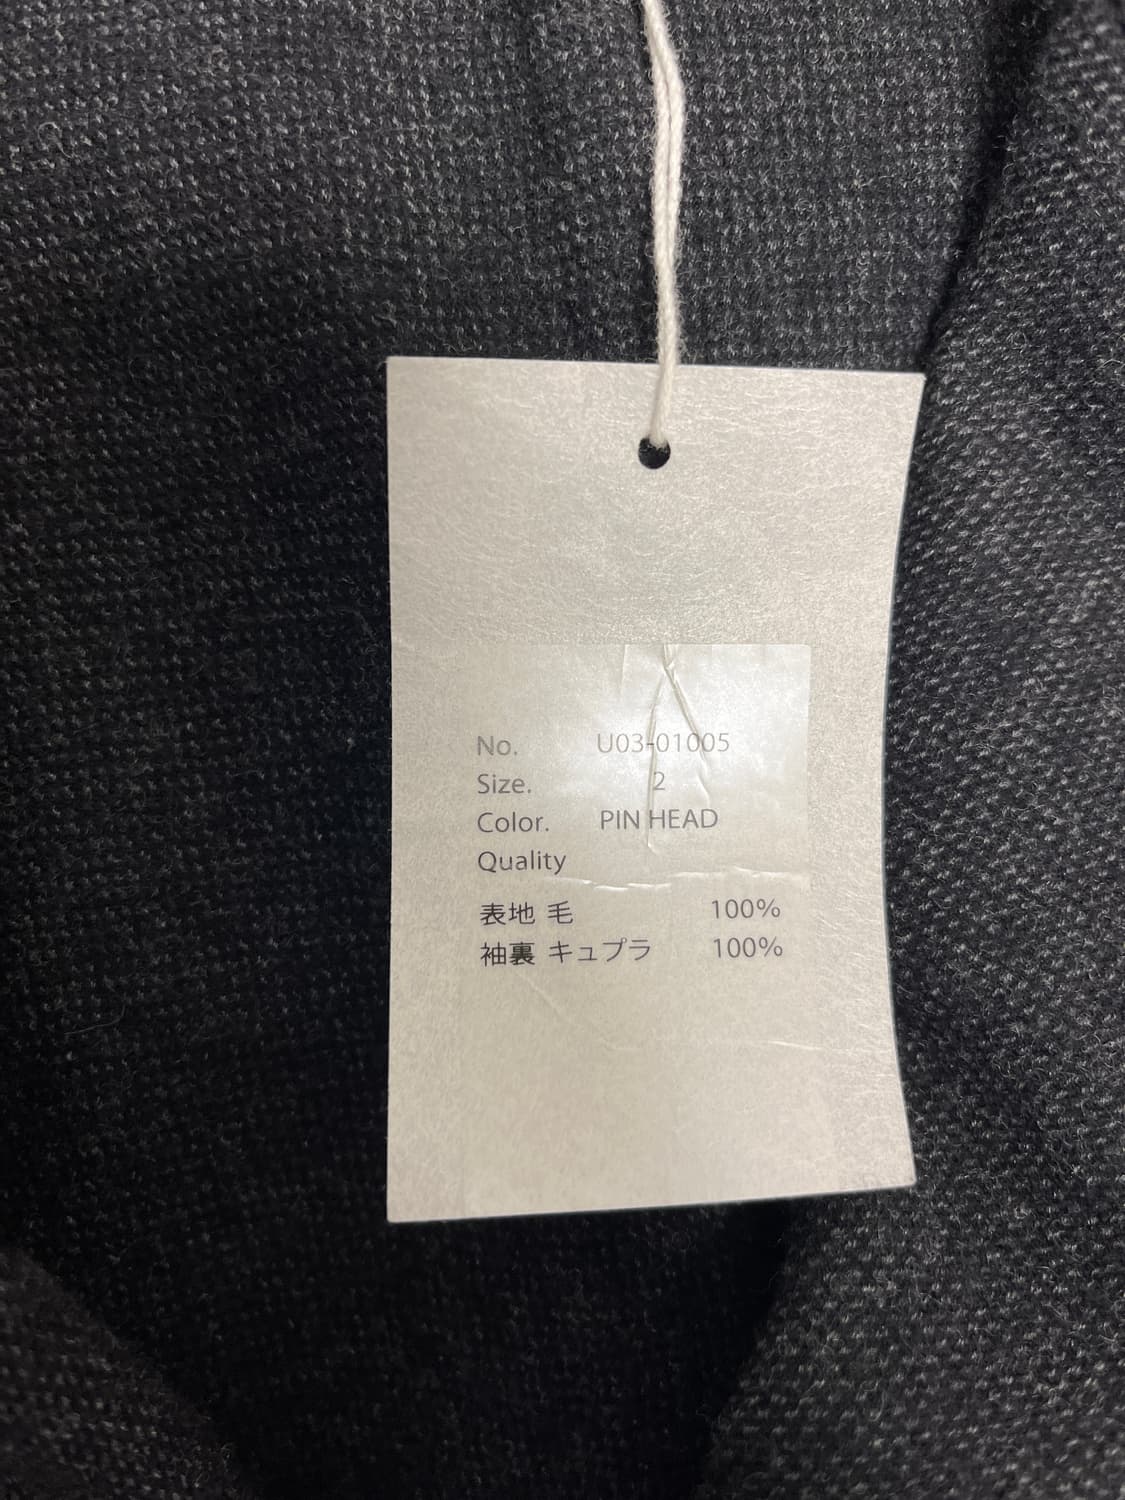 No. U03-01005
Size. 2
Color. PIN HEAD
Quality
表地 毛 100%
袖裏 キュプラ 100%